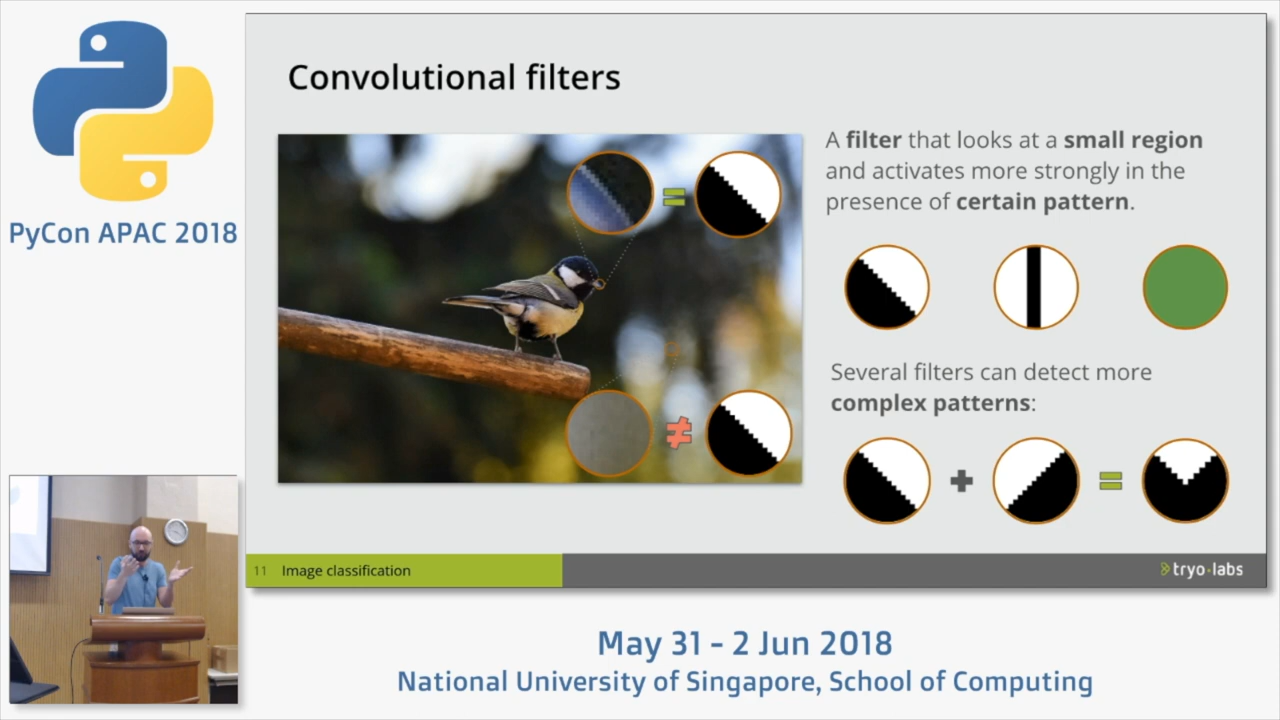 PyCon APAC 2018
Convolutional filters
A filter that looks at a small region
and activates more strongly in the
presence of certain pattern.
Several filters can detect more
complex patterns:
11 Image classification
tryo·labs
May 31 - 2 Jun 2018
National University of Singapore, School of Computing